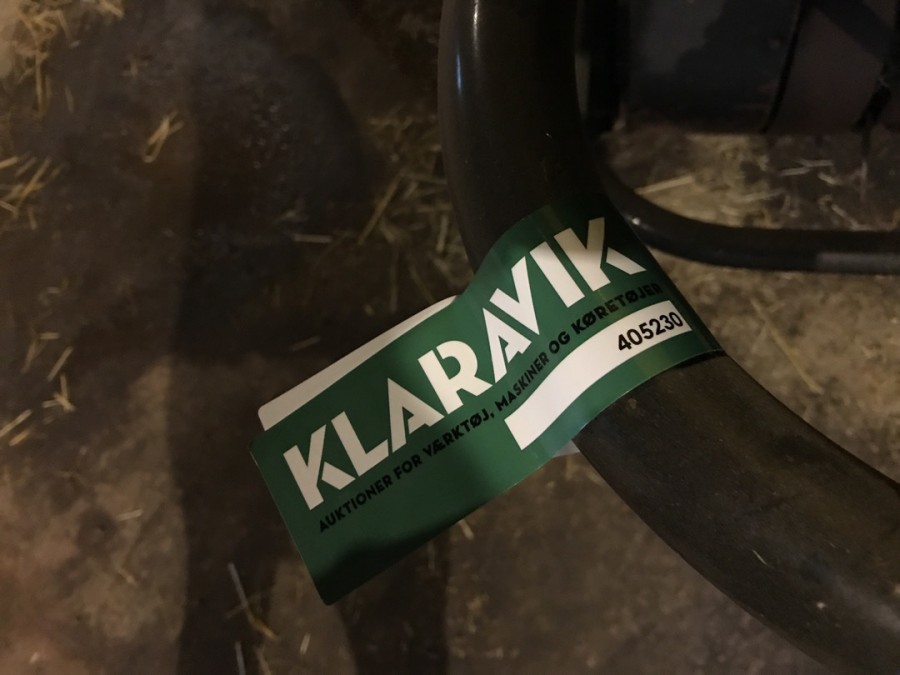 KLARAVIK
AUKTIONER FOR VÆRKTØJ, MASKINER OG KØRETØJER
405230